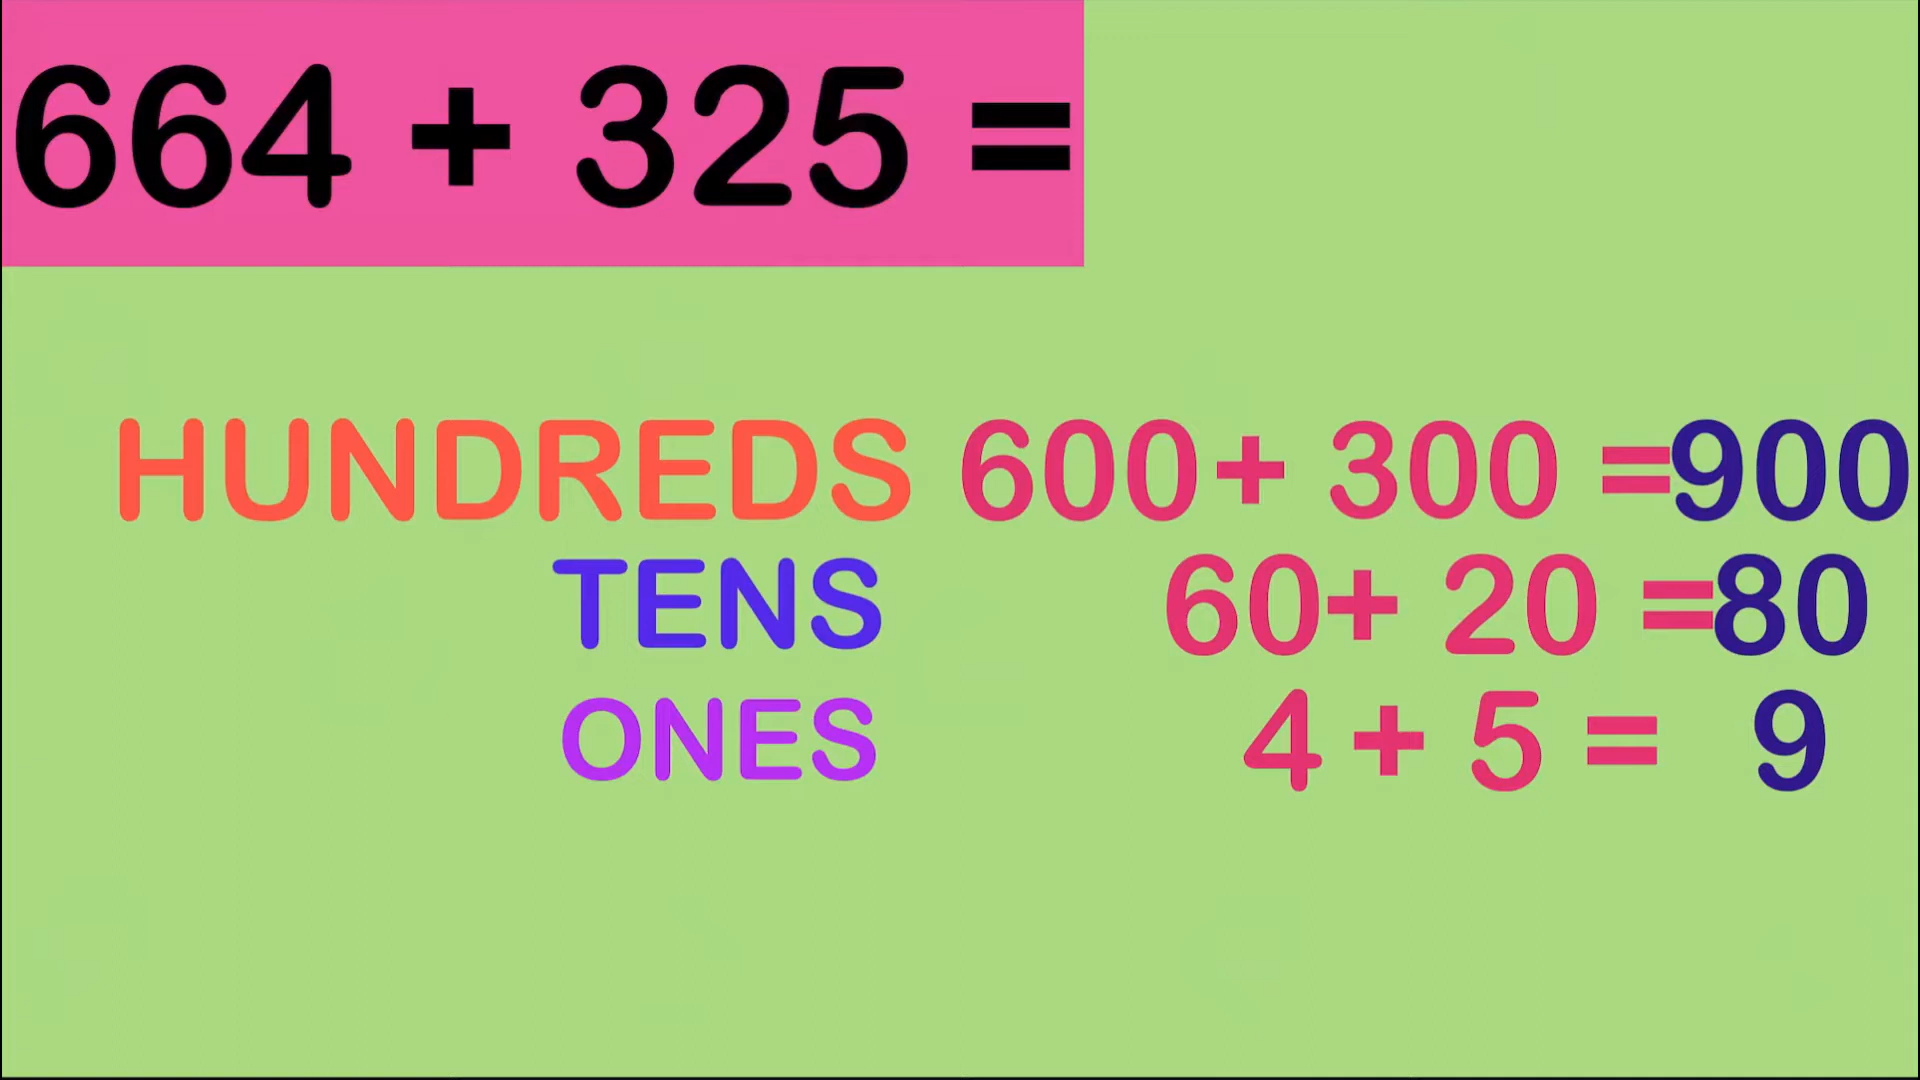 664 + 325 =
HUNDREDS 600+ 300 =900
TENS 60+ 20 =80
ONES 4 + 5 = 9